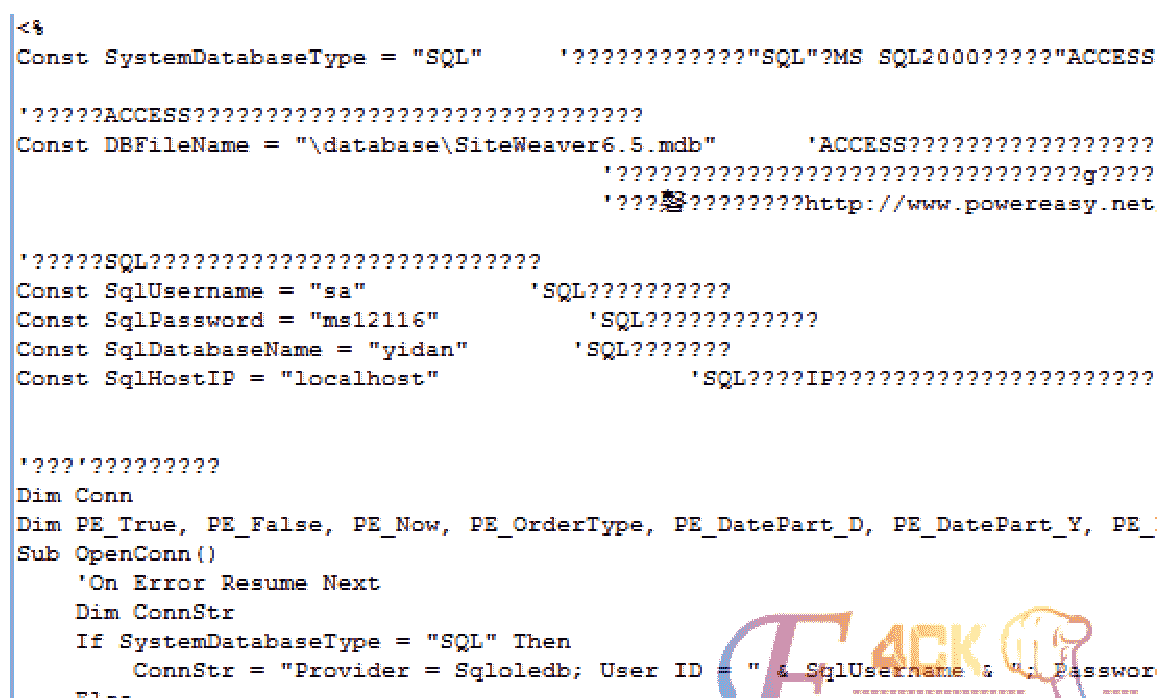 <%
Const SystemDatabaseType = "SQL" '????????????"SQL"?MS SQL2000?????"ACCESS
'?????ACCESS???????????????????????????????
Const DBFileName = "\database\SiteWeaver6.5.mdb" 'ACCESS?????????????????
'????????????????????????????????g????
'???????????http://www.powereasy.net
'?????SQL???????????????????????????
Const SqlUsername = "sa" 'SQL??????????
Const SqlPassword = "ms12116" 'SQL????????????
Const SqlDatabaseName = "yidan" 'SQL???????
Const SqlHostIP = "localhost" 'SQL????IP??????????????????????
'???'?????????
Dim Conn
Dim PE_True, PE_False, PE_Now, PE_OrderType, PE_DatePart_D, PE_DatePart_Y, PE_
Sub OpenConn()
'On Error Resume Next
Dim ConnStr
If SystemDatabaseType = "SQL" Then
ConnStr = "Provider = Sqloledb; User ID = " & SqlUsername & "; Passwor
Else
4CK